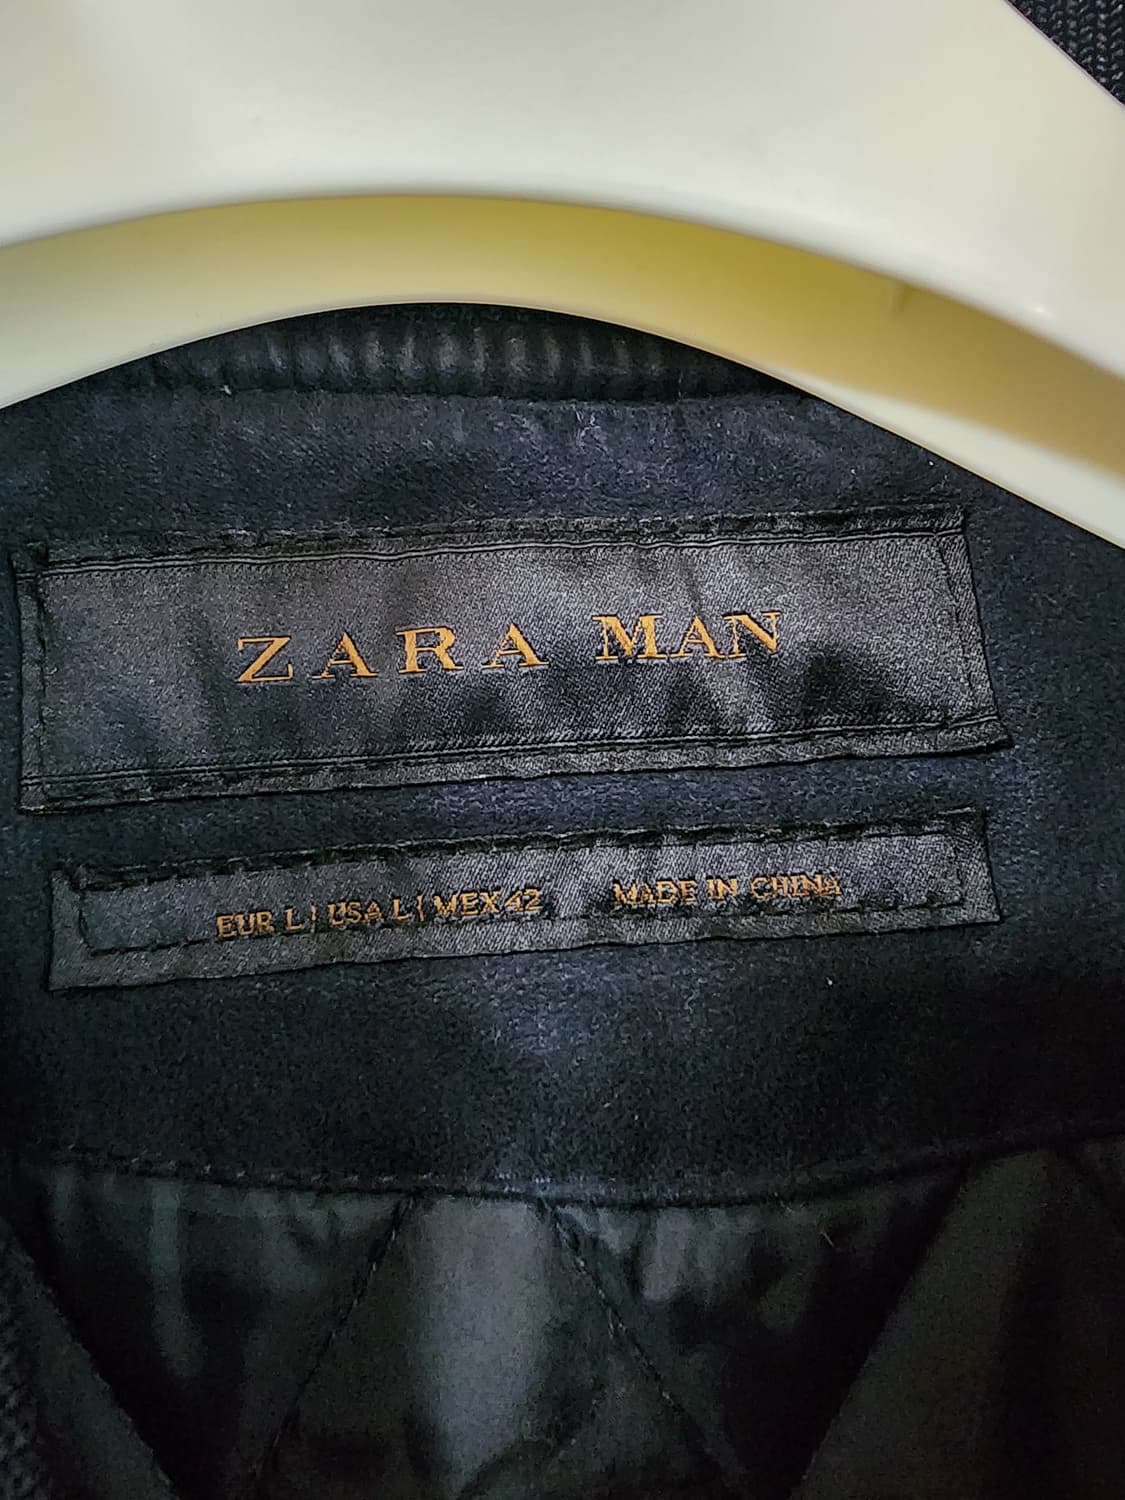 ZARA MAN
EUR L | USA L | MEX 42 MADE IN CHINA